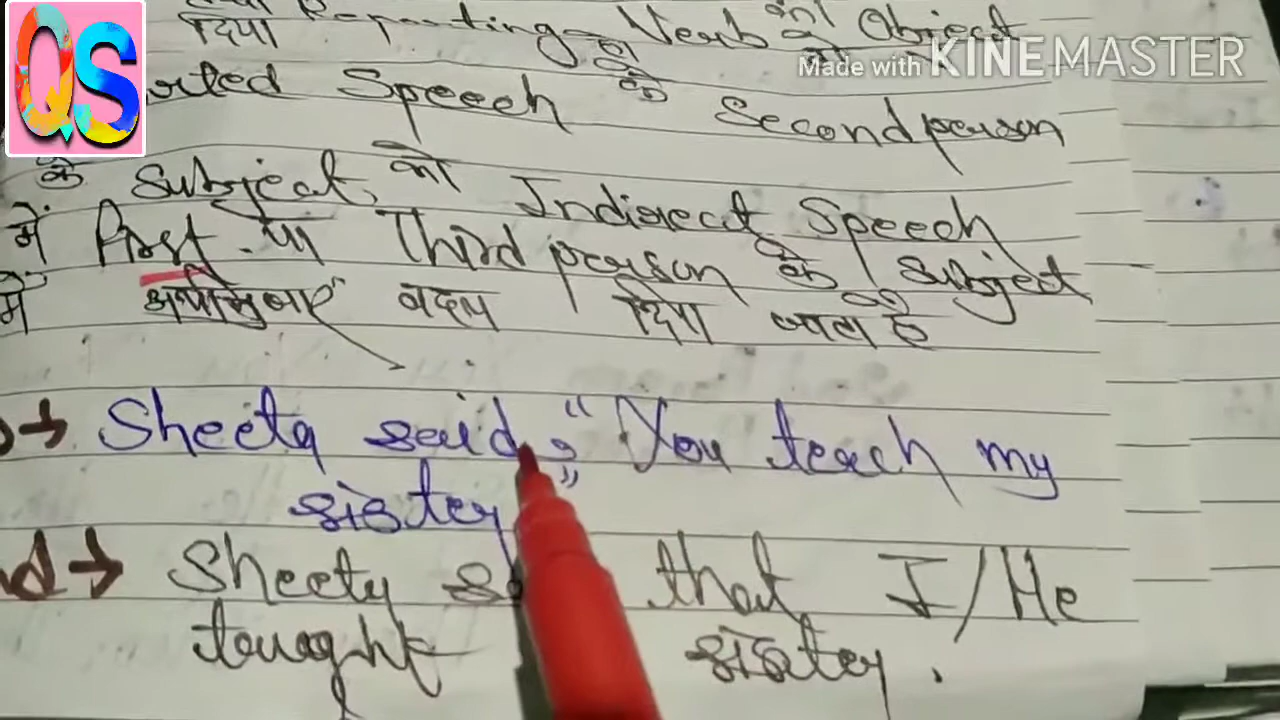 QS
Made with KINEMASTER
दिया Reporting Verb का Object
orted Speech के Second person
के Subject को Indirect Speech
में First या Third person के Subject
में बदल दिया जाता है
Sheeta said, "You teach my
sister"
Sheeta that I/He
taught sister.